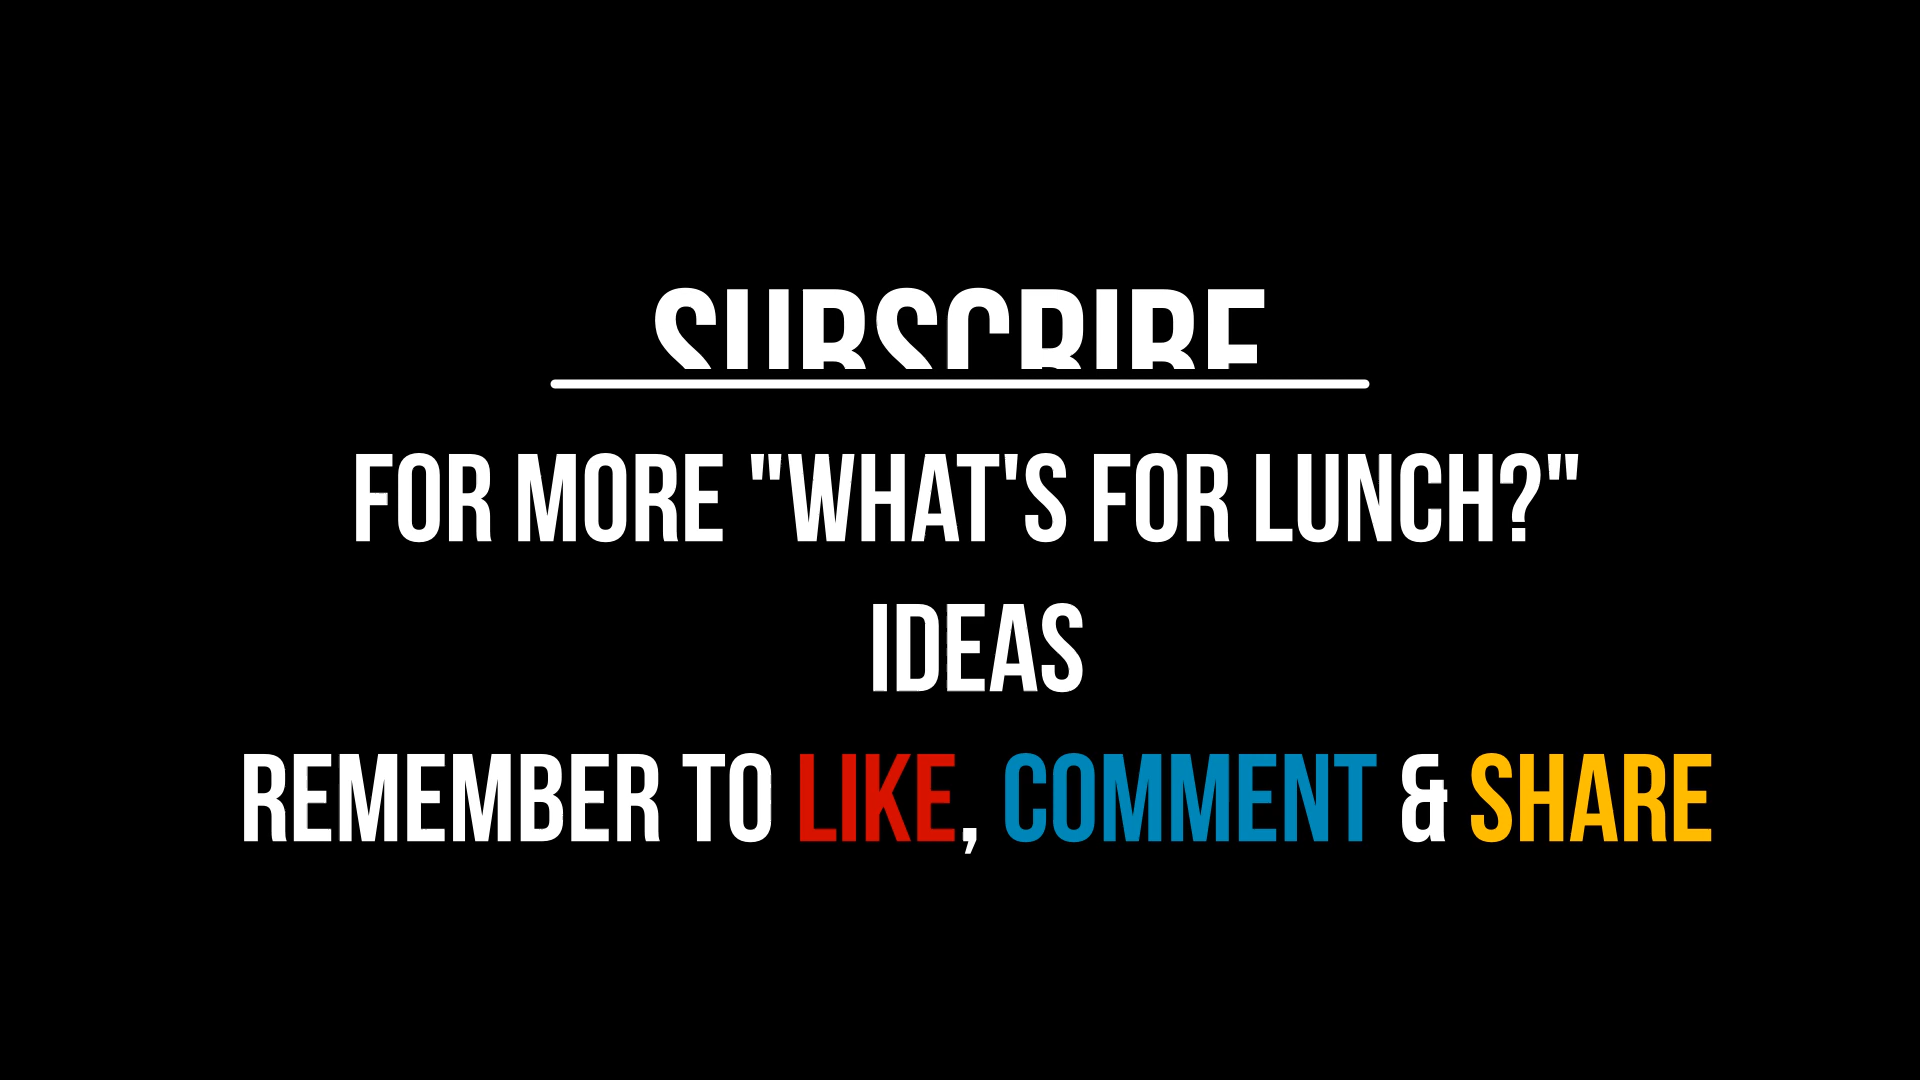 SUBSCRIBE
FOR MORE "WHAT'S FOR LUNCH?"
IDEAS
REMEMBER TO LIKE, COMMENT & SHARE